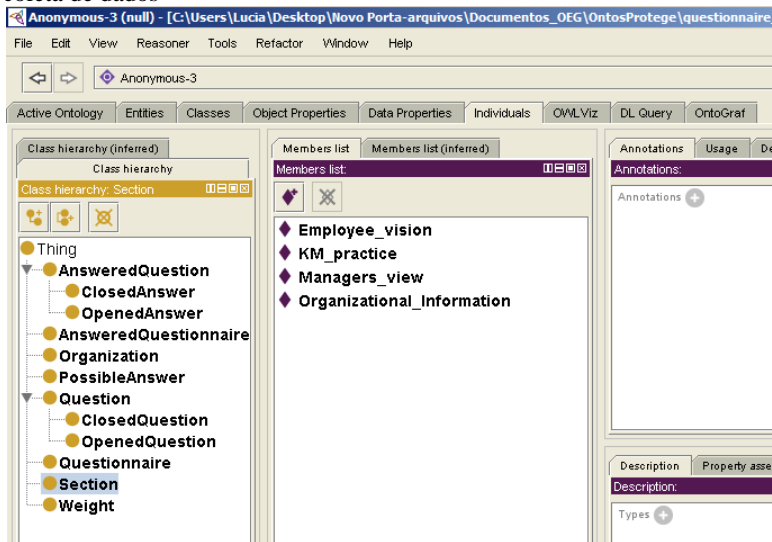 Anonymous-3 (null) - [C:\Users\Lucia\Desktop\Novo Porta-arquivos\Documentos_OEG\OntosProtege\questionnaire
File Edit View Reasoner Tools Refactor Window Help
Anonymous-3
Active Ontology Entities Classes Object Properties Data Properties Individuals OWLViz DL Query OntoGraf
Class hierarchy (inferred)
Class hierarchy
Class hierarchy: Section
Thing
AnsweredQuestion
ClosedAnswer
OpenedAnswer
AnsweredQuestionnaire
Organization
PossibleAnswer
Question
ClosedQuestion
OpenedQuestion
Questionnaire
Section
Weight
Members list Members list (inferred)
Members list:
Employee_vision
KM_practice
Managers_view
Organizational_Information
Annotations Usage
Annotations:
Annotations
Description Property asse
Description:
Types